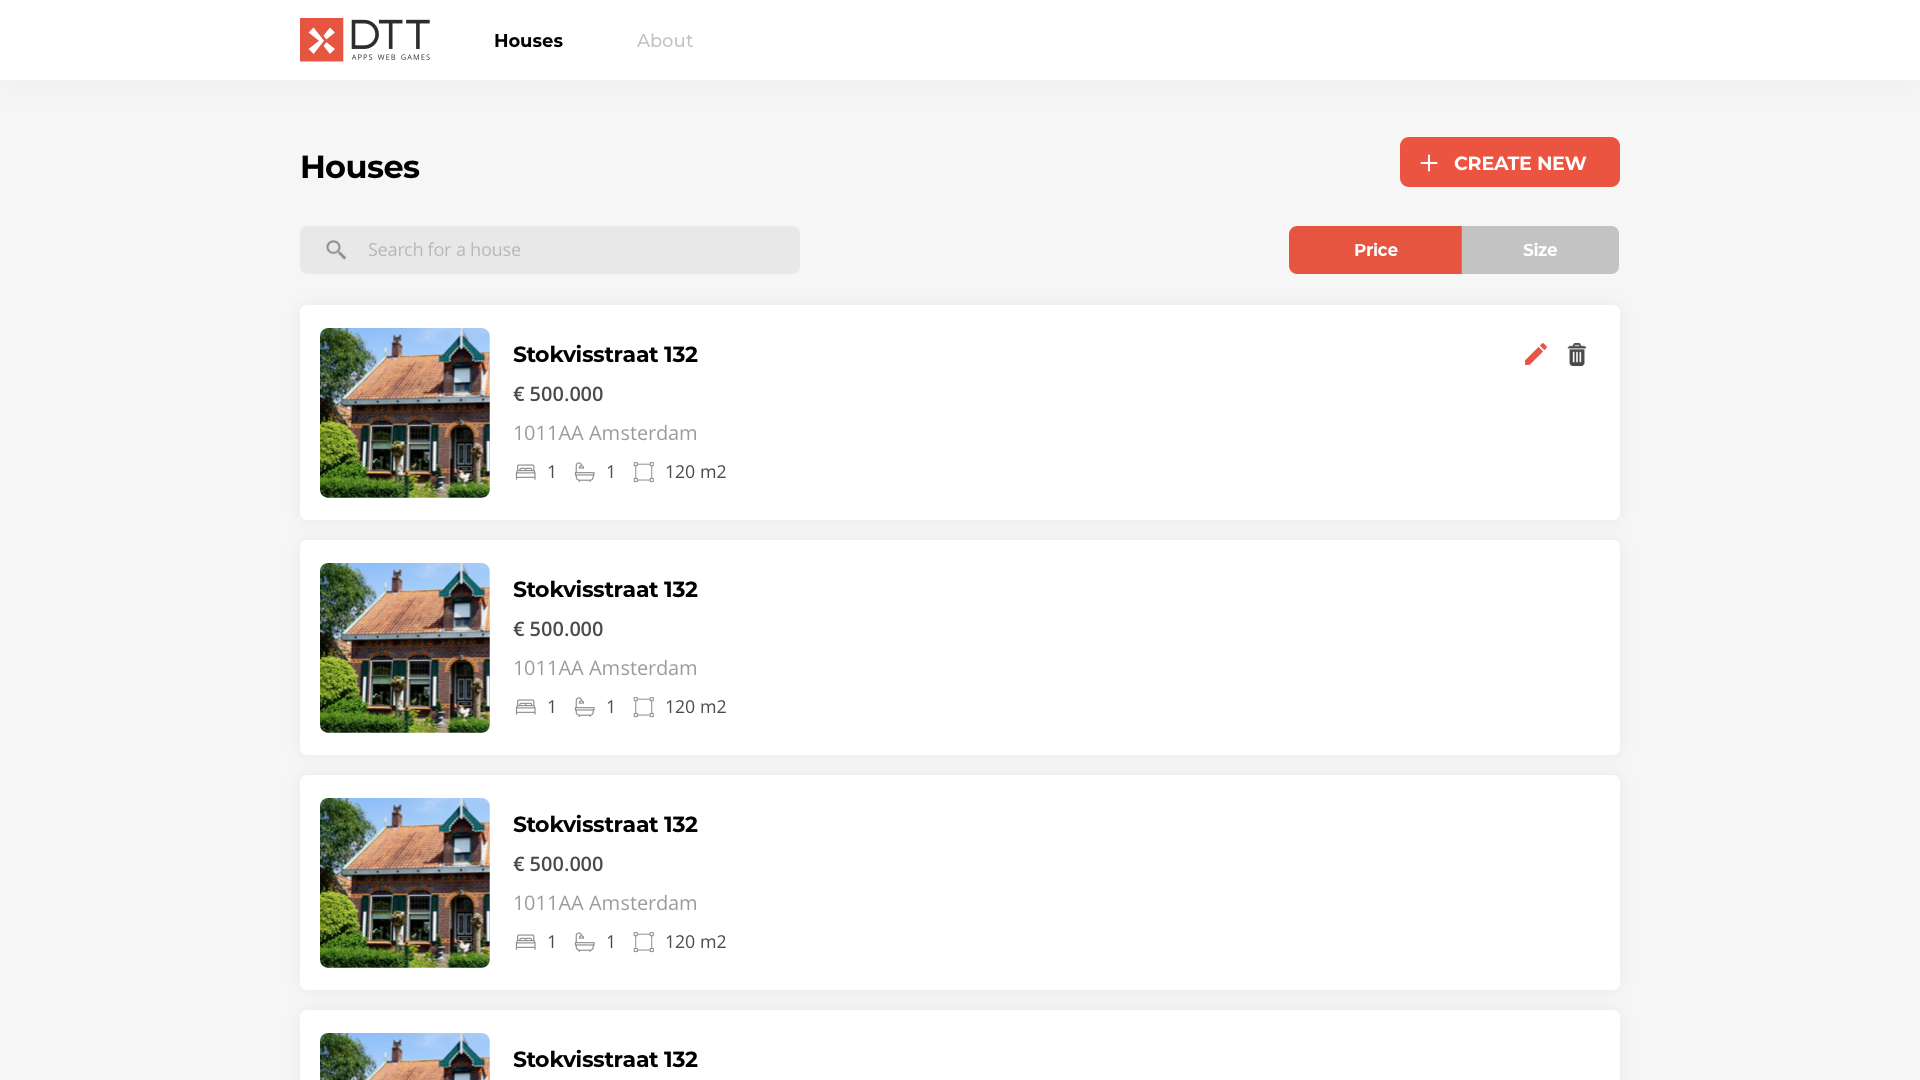 DTT
APPS WEB GAMES
Houses
About
Houses
+ CREATE NEW
Search for a house
Price
Size
Stokvisstraat 132
€ 500.000
1011AA Amsterdam
1 1 120 m2
Stokvisstraat 132
€ 500.000
1011AA Amsterdam
1 1 120 m2
Stokvisstraat 132
€ 500.000
1011AA Amsterdam
1 1 120 m2
Stokvisstraat 132